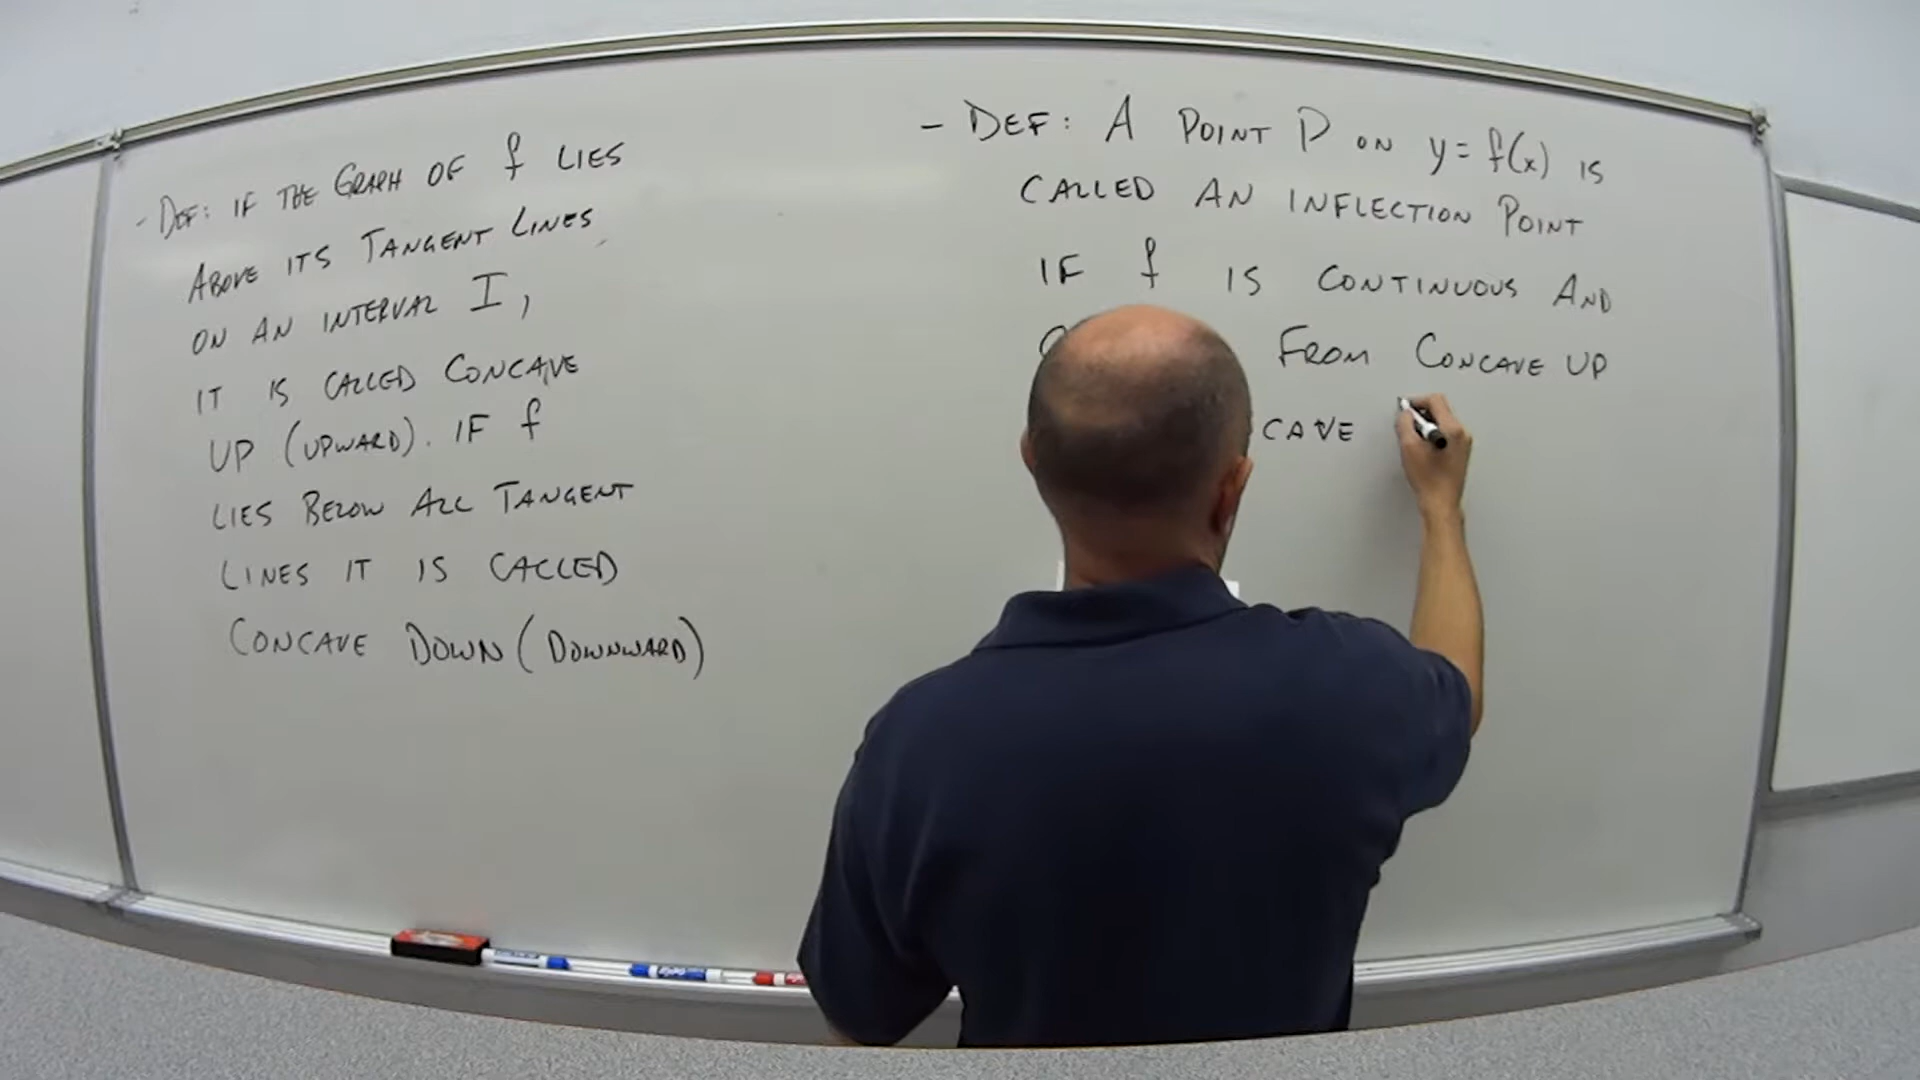 - DEF: IF THE GRAPH OF f LIES
ABOVE ITS TANGENT LINES
ON AN INTERVAL I,
IT IS CALLED CONCAVE
UP (UPWARD). IF f
LIES BELOW ALL TANGENT
LINES IT IS CALLED
CONCAVE DOWN (DOWNWARD)
- DEF: A POINT P ON y = f(x) IS
CALLED AN INFLECTION POINT
IF f IS CONTINUOUS AND
FROM CONCAVE UP
CAVE
EXPO